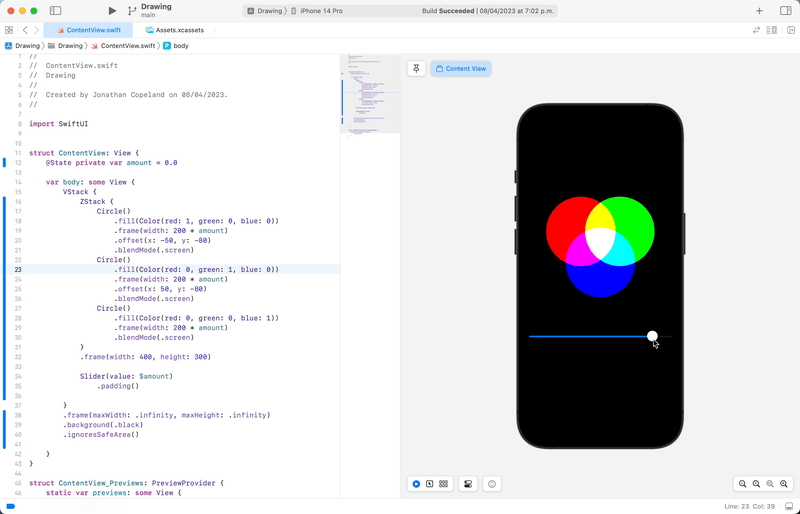 Drawing
main
Drawing
iPhone 14 Pro
Build Succeeded | 08/04/2023 at 7:02 p.m.
ContentView.swift
Assets.xcassets
Drawing
Drawing
ContentView.swift
P body
1 //
2 //  ContentView.swift
3 //  Drawing
4 //
5 //  Created by Jonathan Copeland on 08/04/2023.
6 //
7
8 import SwiftUI
9
10
11 struct ContentView: View {
12     @State private var amount = 0.0
13
14     var body: some View {
15         VStack {
16             ZStack {
17                 Circle()
18                     .fill(Color(red: 1, green: 0, blue: 0))
19                     .frame(width: 200 * amount)
20                     .offset(x: -50, y: -80)
21                     .blendMode(.screen)
22                 Circle()
23                     .fill(Color(red: 0, green: 1, blue: 0))
24                     .frame(width: 200 * amount)
25                     .offset(x: 50, y: -80)
26                     .blendMode(.screen)
27                 Circle()
28                     .fill(Color(red: 0, green: 0, blue: 1))
29                     .frame(width: 200 * amount)
30                     .blendMode(.screen)
31             }
32             .frame(width: 400, height: 300)
33
34             Slider(value: $amount)
35                 .padding()
36
37         }
38         .frame(maxWidth: .infinity, maxHeight: .infinity)
39         .background(.black)
40         .ignoresSafeArea()
41
42     }
43 }
44
45 struct ContentView_Previews: PreviewProvider {
46     static var previews: some View {
Content View
Line: 23 Col: 39